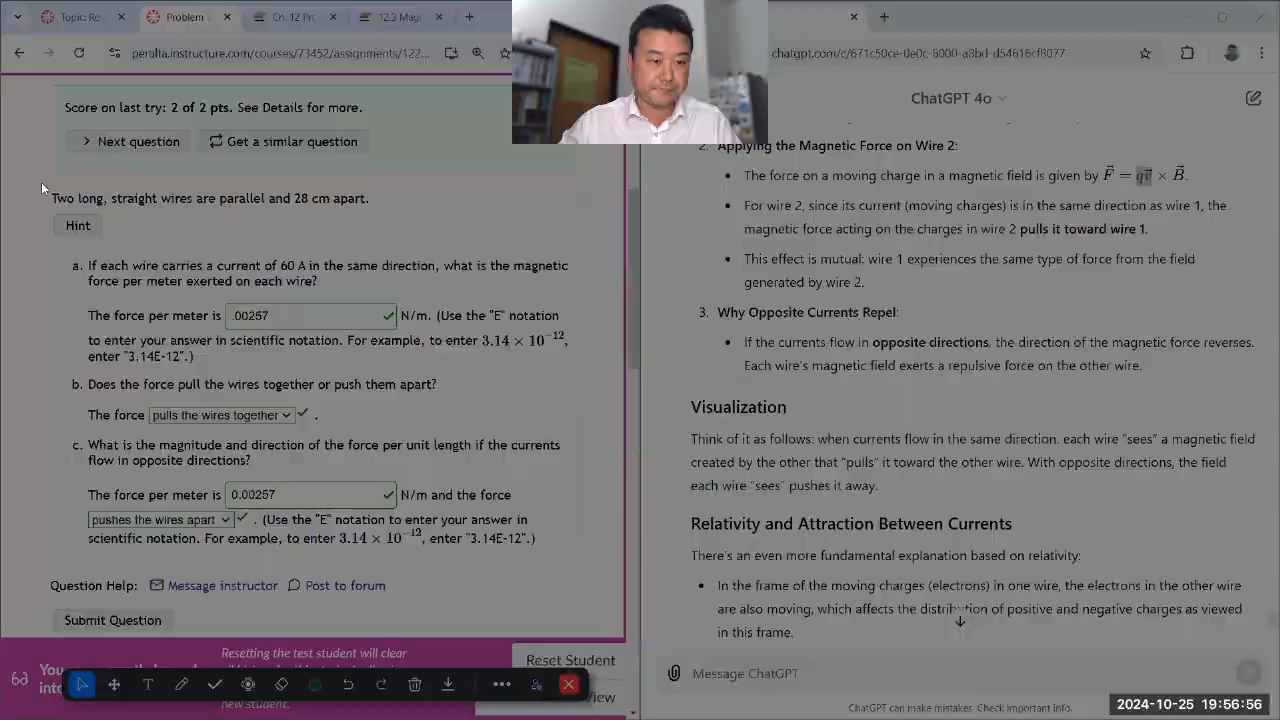 Topic: Re
Problem
Ch. 12 Pr
12.3 Magn
peralta.instructure.com/courses/73452/assignments/122...
Score on last try: 2 of 2 pts. See Details for more.
Next question
Get a similar question
Two long, straight wires are parallel and 28 cm apart.
Hint
a. If each wire carries a current of 60 A in the same direction, what is the magnetic
force per meter exerted on each wire?
The force per meter is .00257 N/m. (Use the "E" notation
to enter your answer in scientific notation. For example, to enter 3.14 × 10⁻¹²,
enter "3.14E-12".)
b. Does the force pull the wires together or push them apart?
The force pulls the wires together .
c. What is the magnitude and direction of the force per unit length if the currents
flow in opposite directions?
The force per meter is 0.00257 N/m and the force
pushes the wires apart . (Use the "E" notation to enter your answer in
scientific notation. For example, to enter 3.14 × 10⁻¹², enter "3.14E-12".)
Question Help: Message instructor Post to forum
Submit Question
Resetting the test student will clear
new student.
Reset Student
chatgpt.com/c/671c50ce-0e0c-8000-a8bd-d54616cf8077
ChatGPT 4o
2. Applying the Magnetic Force on Wire 2:
• The force on a moving charge in a magnetic field is given by F⃗ = qv⃗ × B⃗.
• For wire 2, since its current (moving charges) is in the same direction as wire 1, the
magnetic force acting on the charges in wire 2 pulls it toward wire 1.
• This effect is mutual: wire 1 experiences the same type of force from the field
generated by wire 2.
3. Why Opposite Currents Repel:
• If the currents flow in opposite directions, the direction of the magnetic force reverses.
Each wire's magnetic field exerts a repulsive force on the other wire.
Visualization
Think of it as follows: when currents flow in the same direction, each wire "sees" a magnetic field
created by the other that "pulls" it toward the other wire. With opposite directions, the field
each wire "sees" pushes it away.
Relativity and Attraction Between Currents
There's an even more fundamental explanation based on relativity:
• In the frame of the moving charges (electrons) in one wire, the electrons in the other wire
are also moving, which affects the distribution of positive and negative charges as viewed
in this frame.
Message ChatGPT
ChatGPT can make mistakes. Check important info.
2024-10-25 19:56:56